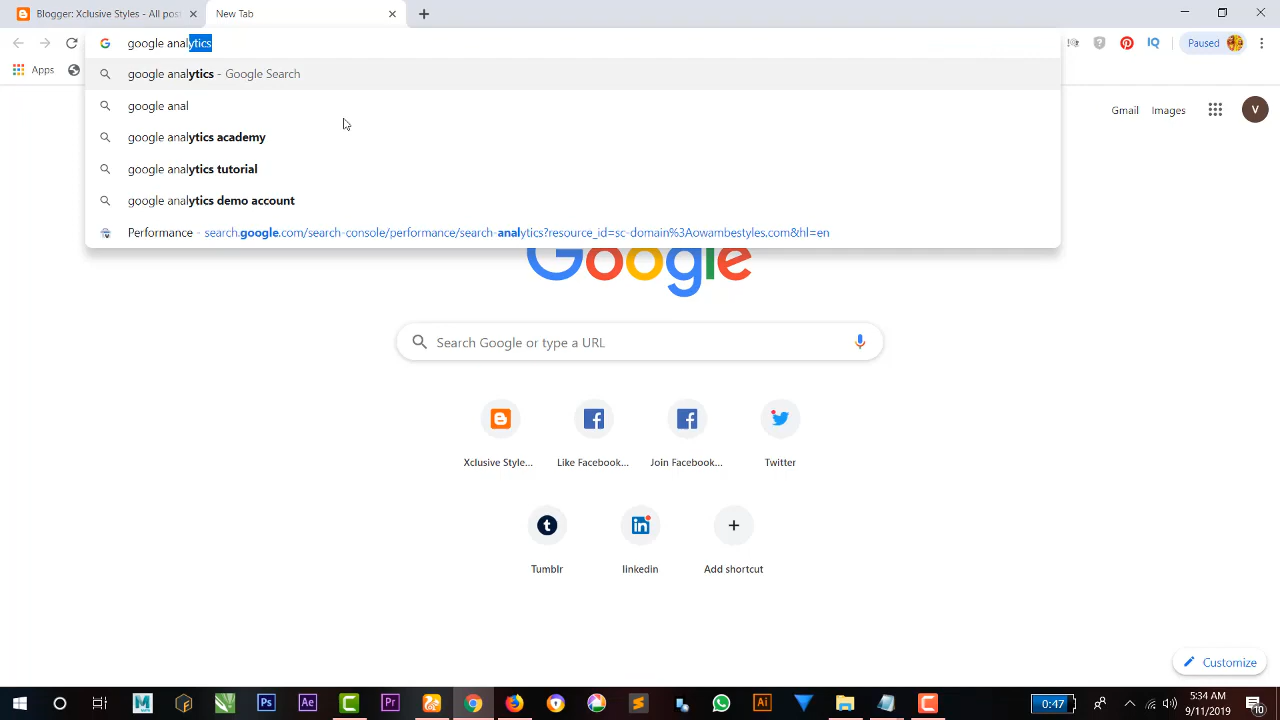 Blogger: Xclusive Styles - All post
New Tab
google analytics
Paused
Apps
google analytics - Google Search
google anal
google analytics academy
google analytics tutorial
google analytics demo account
Performance - search.google.com/search-console/performance/search-analytics?resource_id=sc-domain%3Aowambestyles.com&hl=en
Gmail Images
V
Google
Search Google or type a URL
Xclusive Style... Like Facebook... Join Facebook... Twitter
Tumblr linkedin Add shortcut
Customize
0:47
5:34 AM
9/11/2019